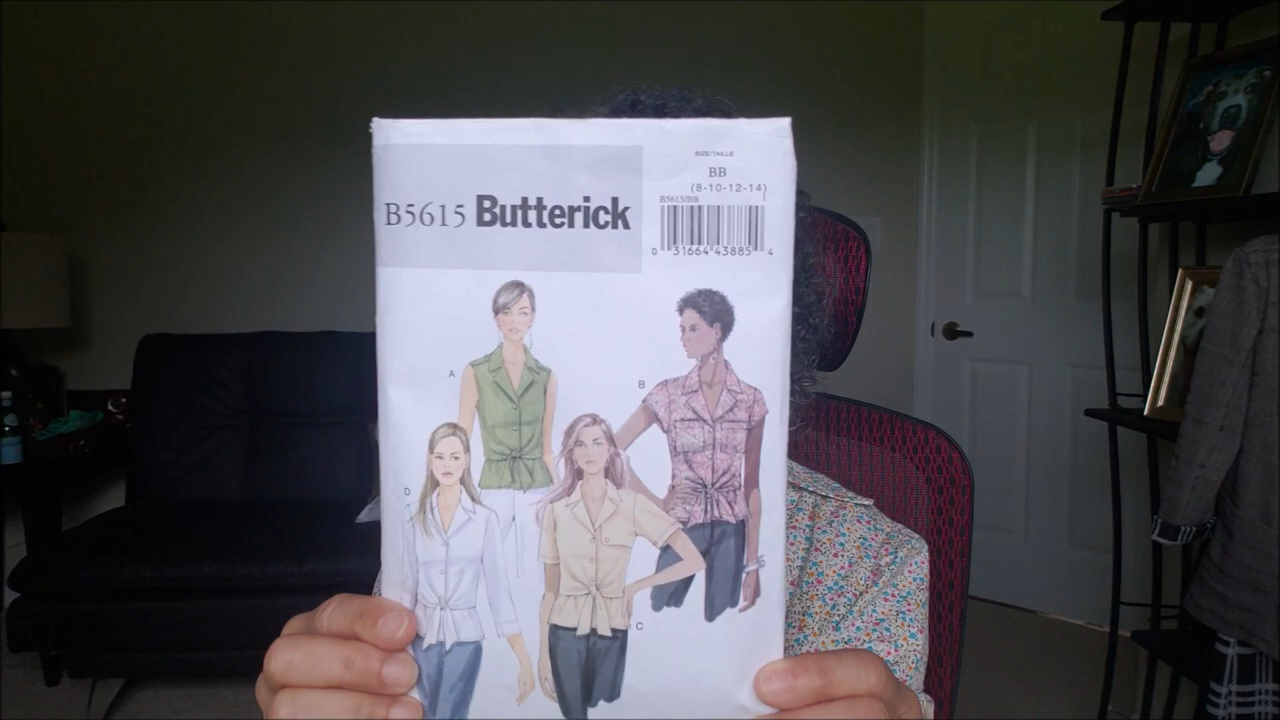 SIZE/TAILLE
BB
(8-10-12-14)
B5615 Butterick
B5615/BB
0 31664 43885 4
A
B
D
C